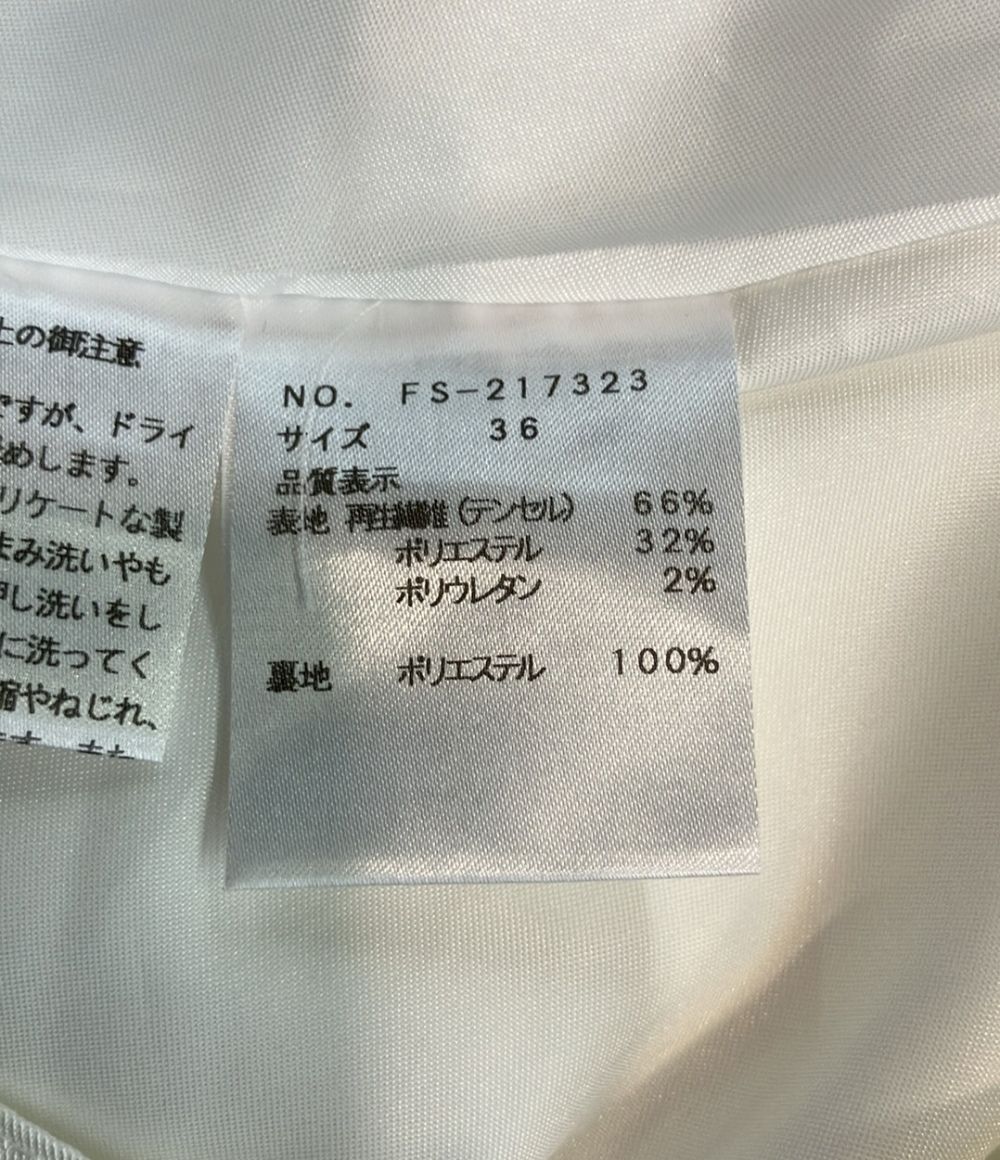 上の御注意
ですが、ドライ
めします。
リケートな製
まみ洗いやも
押し洗いをし
に洗ってく
縮やねじれ、
NO. FS-217323
サイズ 36
品質表示
表地 再生繊維(テンセル) 66%
ポリエステル 32%
ポリウレタン 2%
裏地 ポリエステル 100%